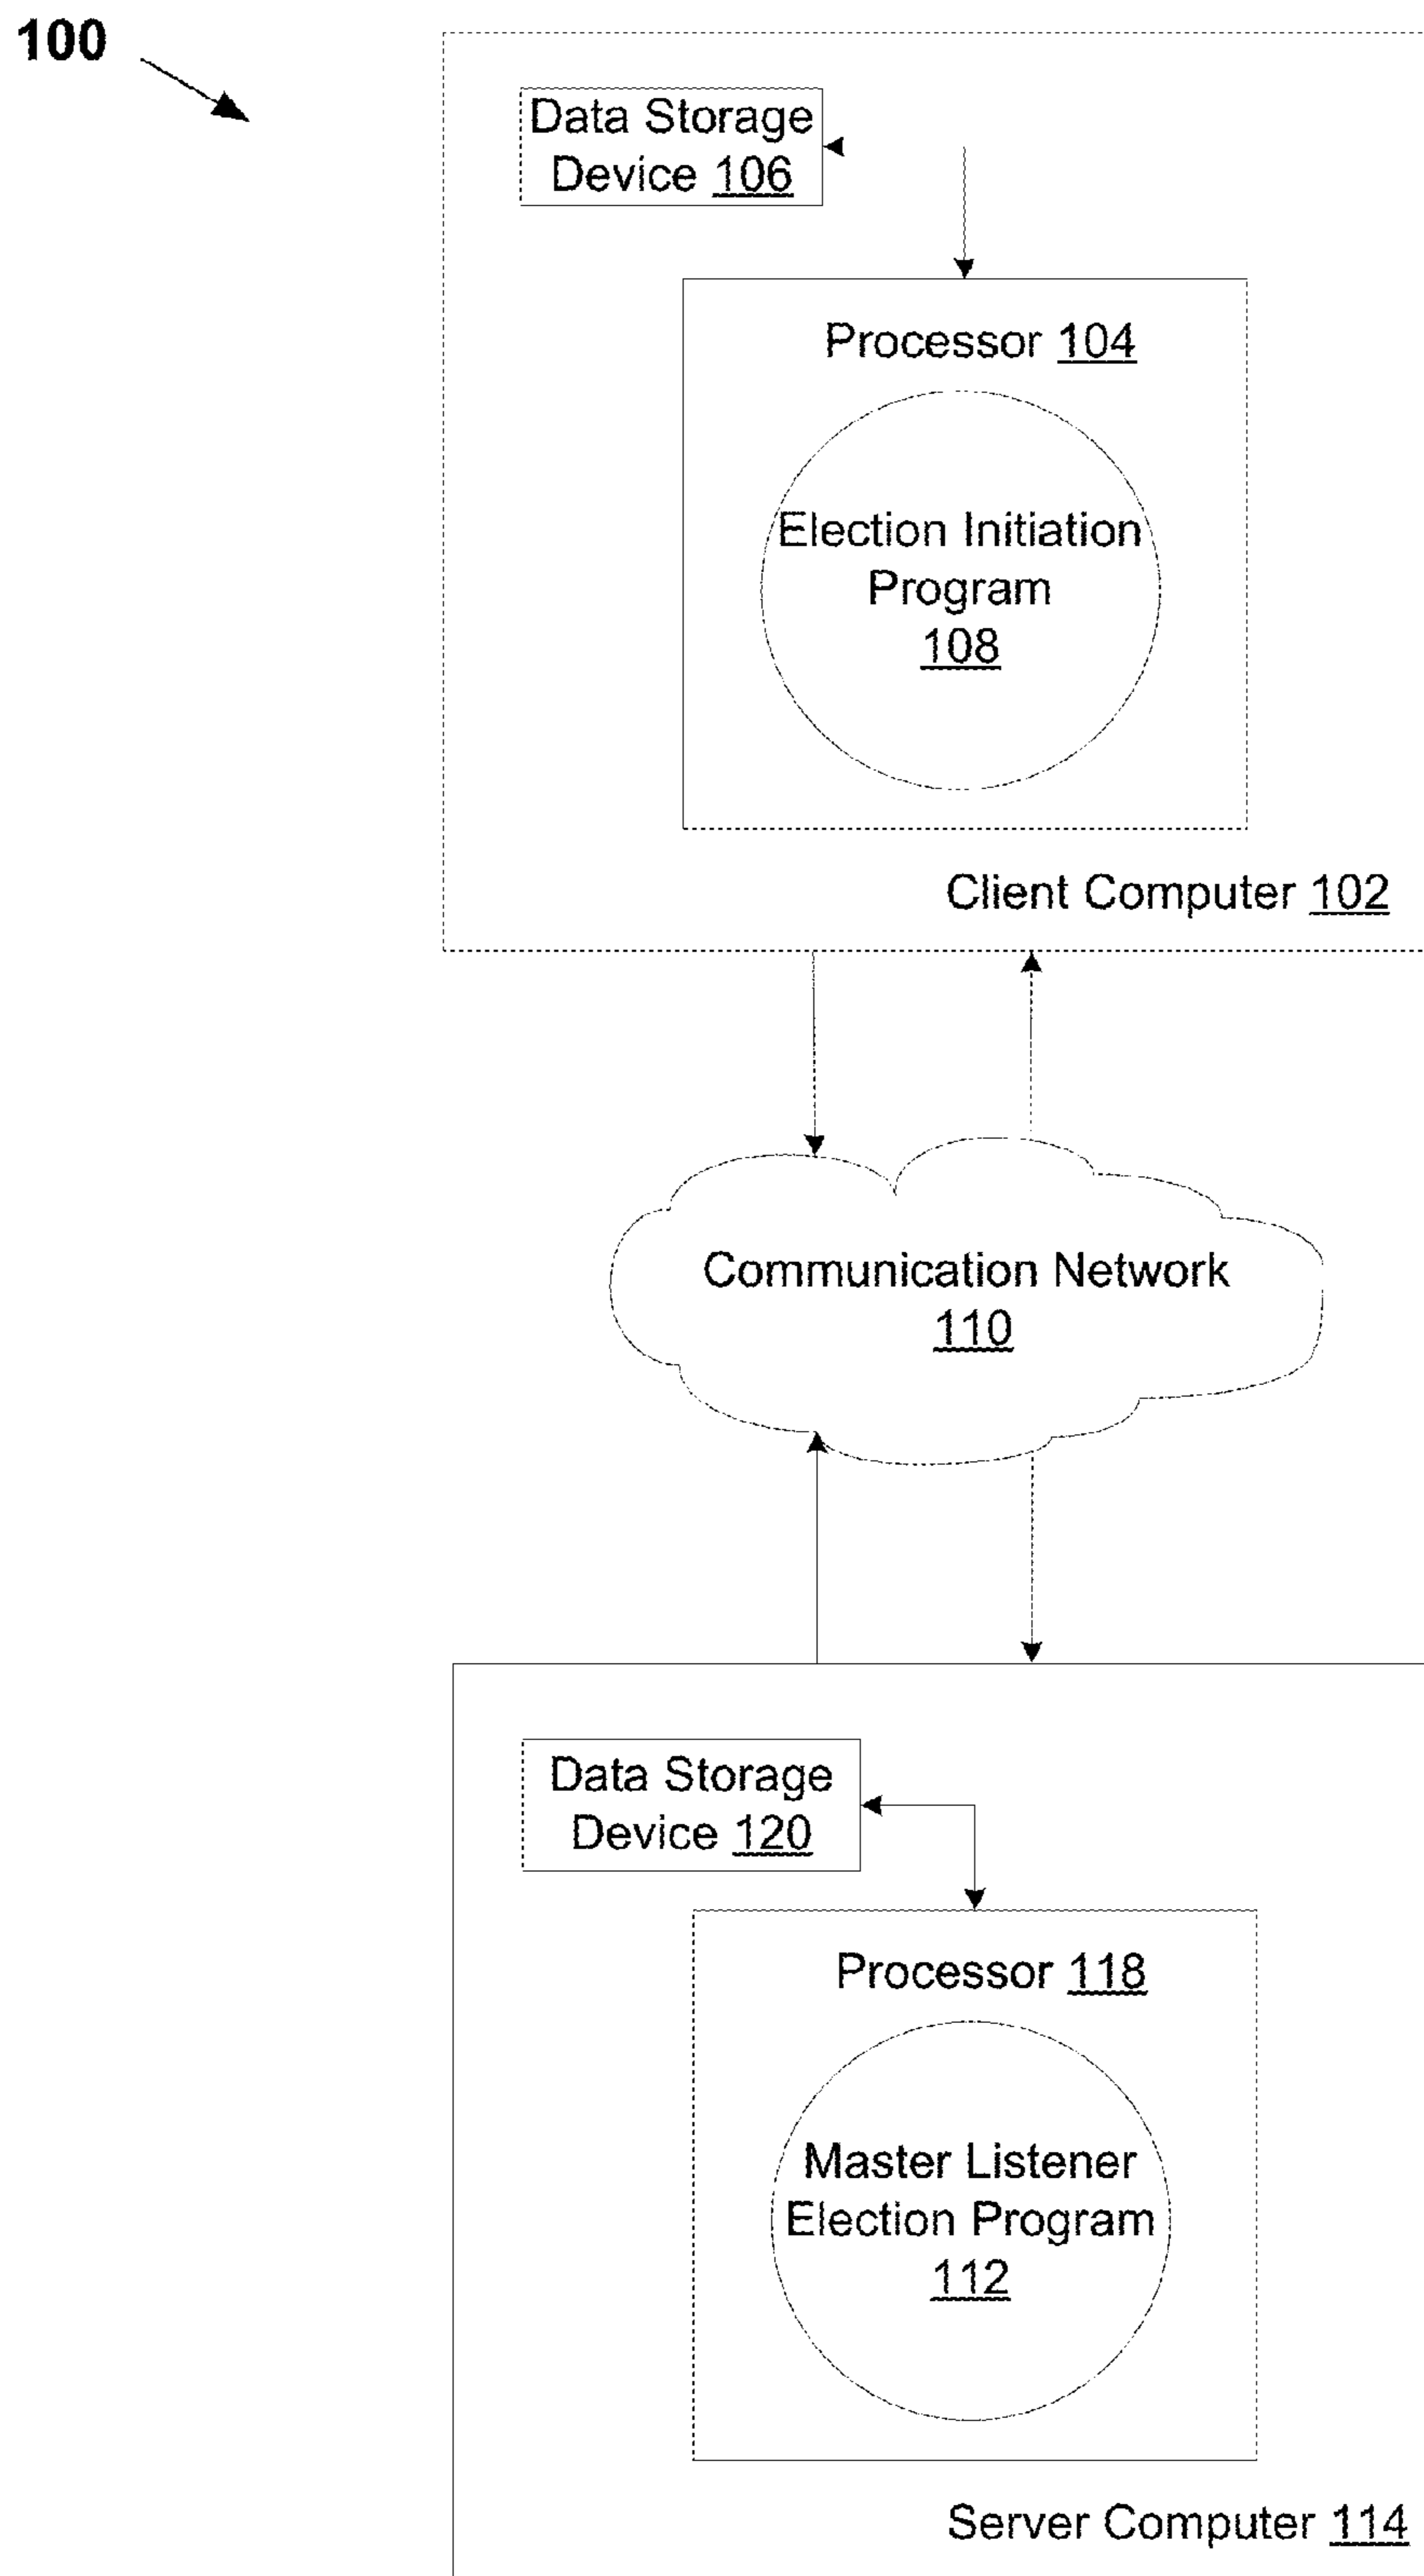 100
Data Storage
Device 106
Processor 104
Election Initiation
Program
108
Client Computer 102
Communication Network
110
Data Storage
Device 120
Processor 118
Master Listener
Election Program
112
Server Computer 114